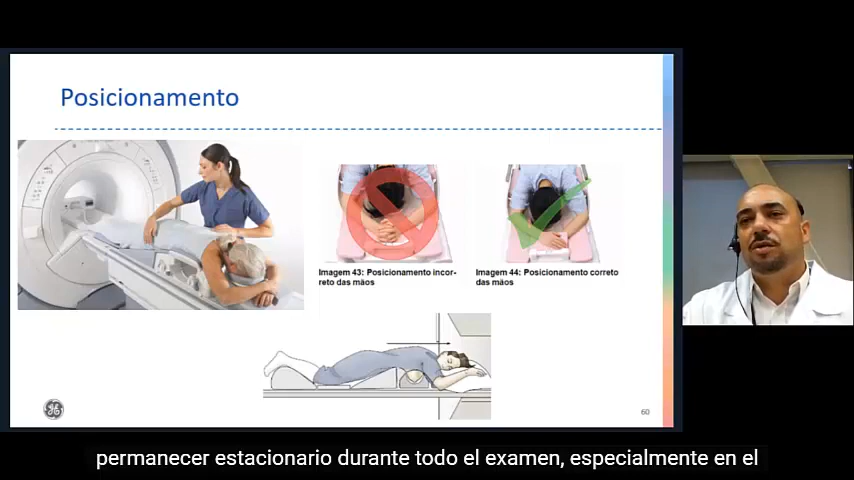 Posicionamento
Imagem 43: Posicionamento incor-
reto das mãos
Imagem 44: Posicionamento correto
das mãos
GE
60
permanecer estacionario durante todo el examen, especialmente en el